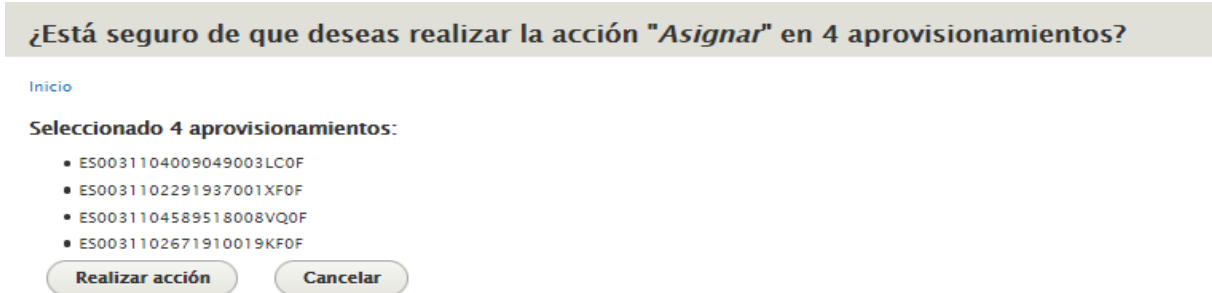 ¿Está seguro de que deseas realizar la acción "Asignar" en 4 aprovisionamientos?
Inicio
Seleccionado 4 aprovisionamientos:
• ES0031104009049003LC0F
• ES0031102291937001XF0F
• ES0031104589518008VQ0F
• ES0031102671910019KF0F
Realizar acción Cancelar